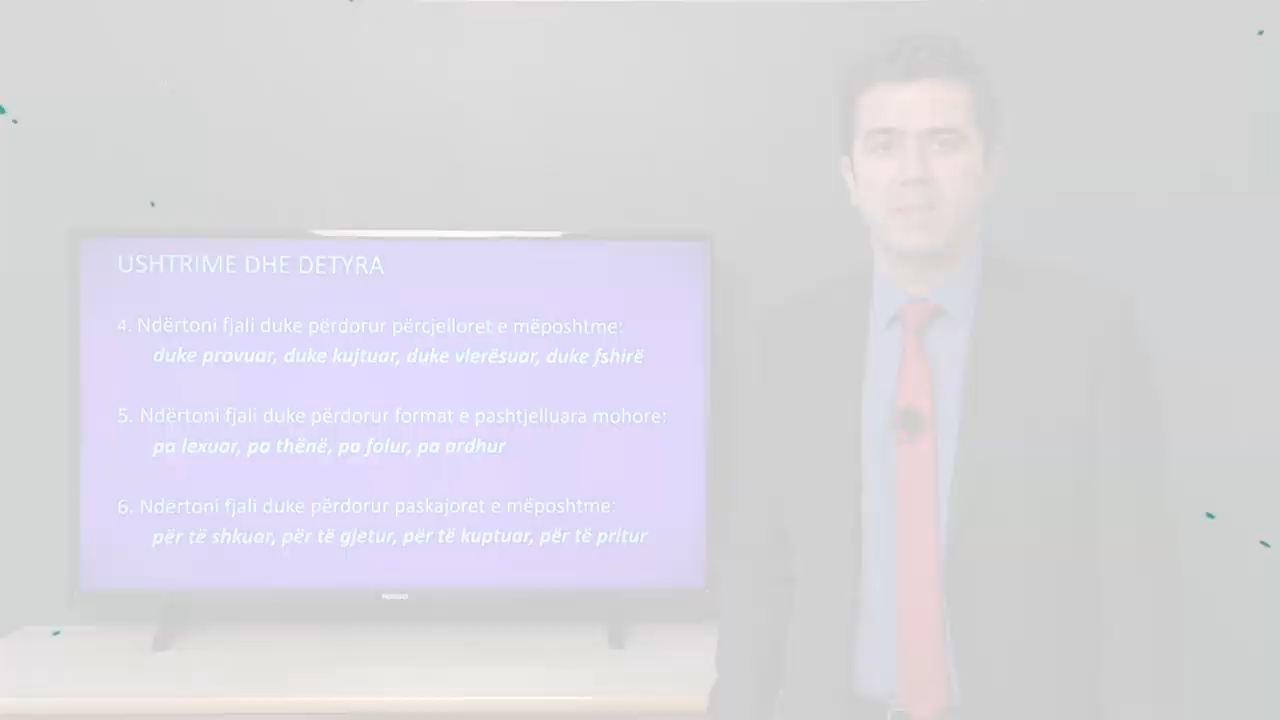 USHTRIME DHE DETYRA
4. Ndërtoni fjali duke përdorur përcjelloret e mëposhtme:
duke provuar, duke kujtuar, duke vlerësuar, duke fshirë
5. Ndërtoni fjali duke përdorur format e pashtjelluara mohore:
pa lexuar, pa thënë, pa folur, pa ardhur
6. Ndërtoni fjali duke përdorur paskajoret e mëposhtme:
për të shkuar, për të gjetur, për të kuptuar, për të pritur